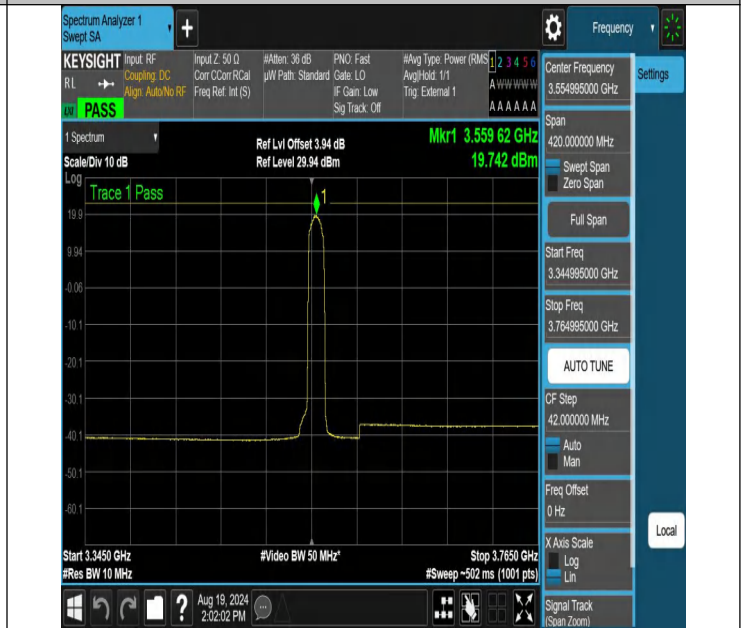 Spectrum Analyzer 1
Swept SA
+
Frequency
KEYSIGHT
RL
PASS
Input: RF
Coupling: DC
Align: Auto/No RF
Input Z: 50 Ω
Corr CCorr RCal
Freq Ref: Int (S)
#Atten: 36 dB
µW Path: Standard
PNO: Fast
Gate: LO
IF Gain: Low
Sig Track: Off
#Avg Type: Power (RMS
Avg|Hold: 1/1
Trig: External 1
1 2 3 4 5 6
A W W W W W
A A A A A A
1 Spectrum
Scale/Div 10 dB
Ref Lvl Offset 3.94 dB
Ref Level 29.94 dBm
Mkr1 3.559 62 GHz
19.742 dBm
Log
Trace 1 Pass
1
19.9
9.94
-0.06
-10.1
-20.1
-30.1
-40.1
-50.1
-60.1
Start 3.3450 GHz
#Res BW 10 MHz
#Video BW 50 MHz*
Stop 3.7650 GHz
#Sweep ~502 ms (1001 pts)
Center Frequency
3.554995000 GHz
Settings
Span
420.000000 MHz
Swept Span
Zero Span
Full Span
Start Freq
3.344995000 GHz
Stop Freq
3.764995000 GHz
AUTO TUNE
CF Step
42.000000 MHz
Auto
Man
Freq Offset
0 Hz
Local
X Axis Scale
Log
Lin
Signal Track
(Span Zoom)
?
Aug 19, 2024
2:02:02 PM